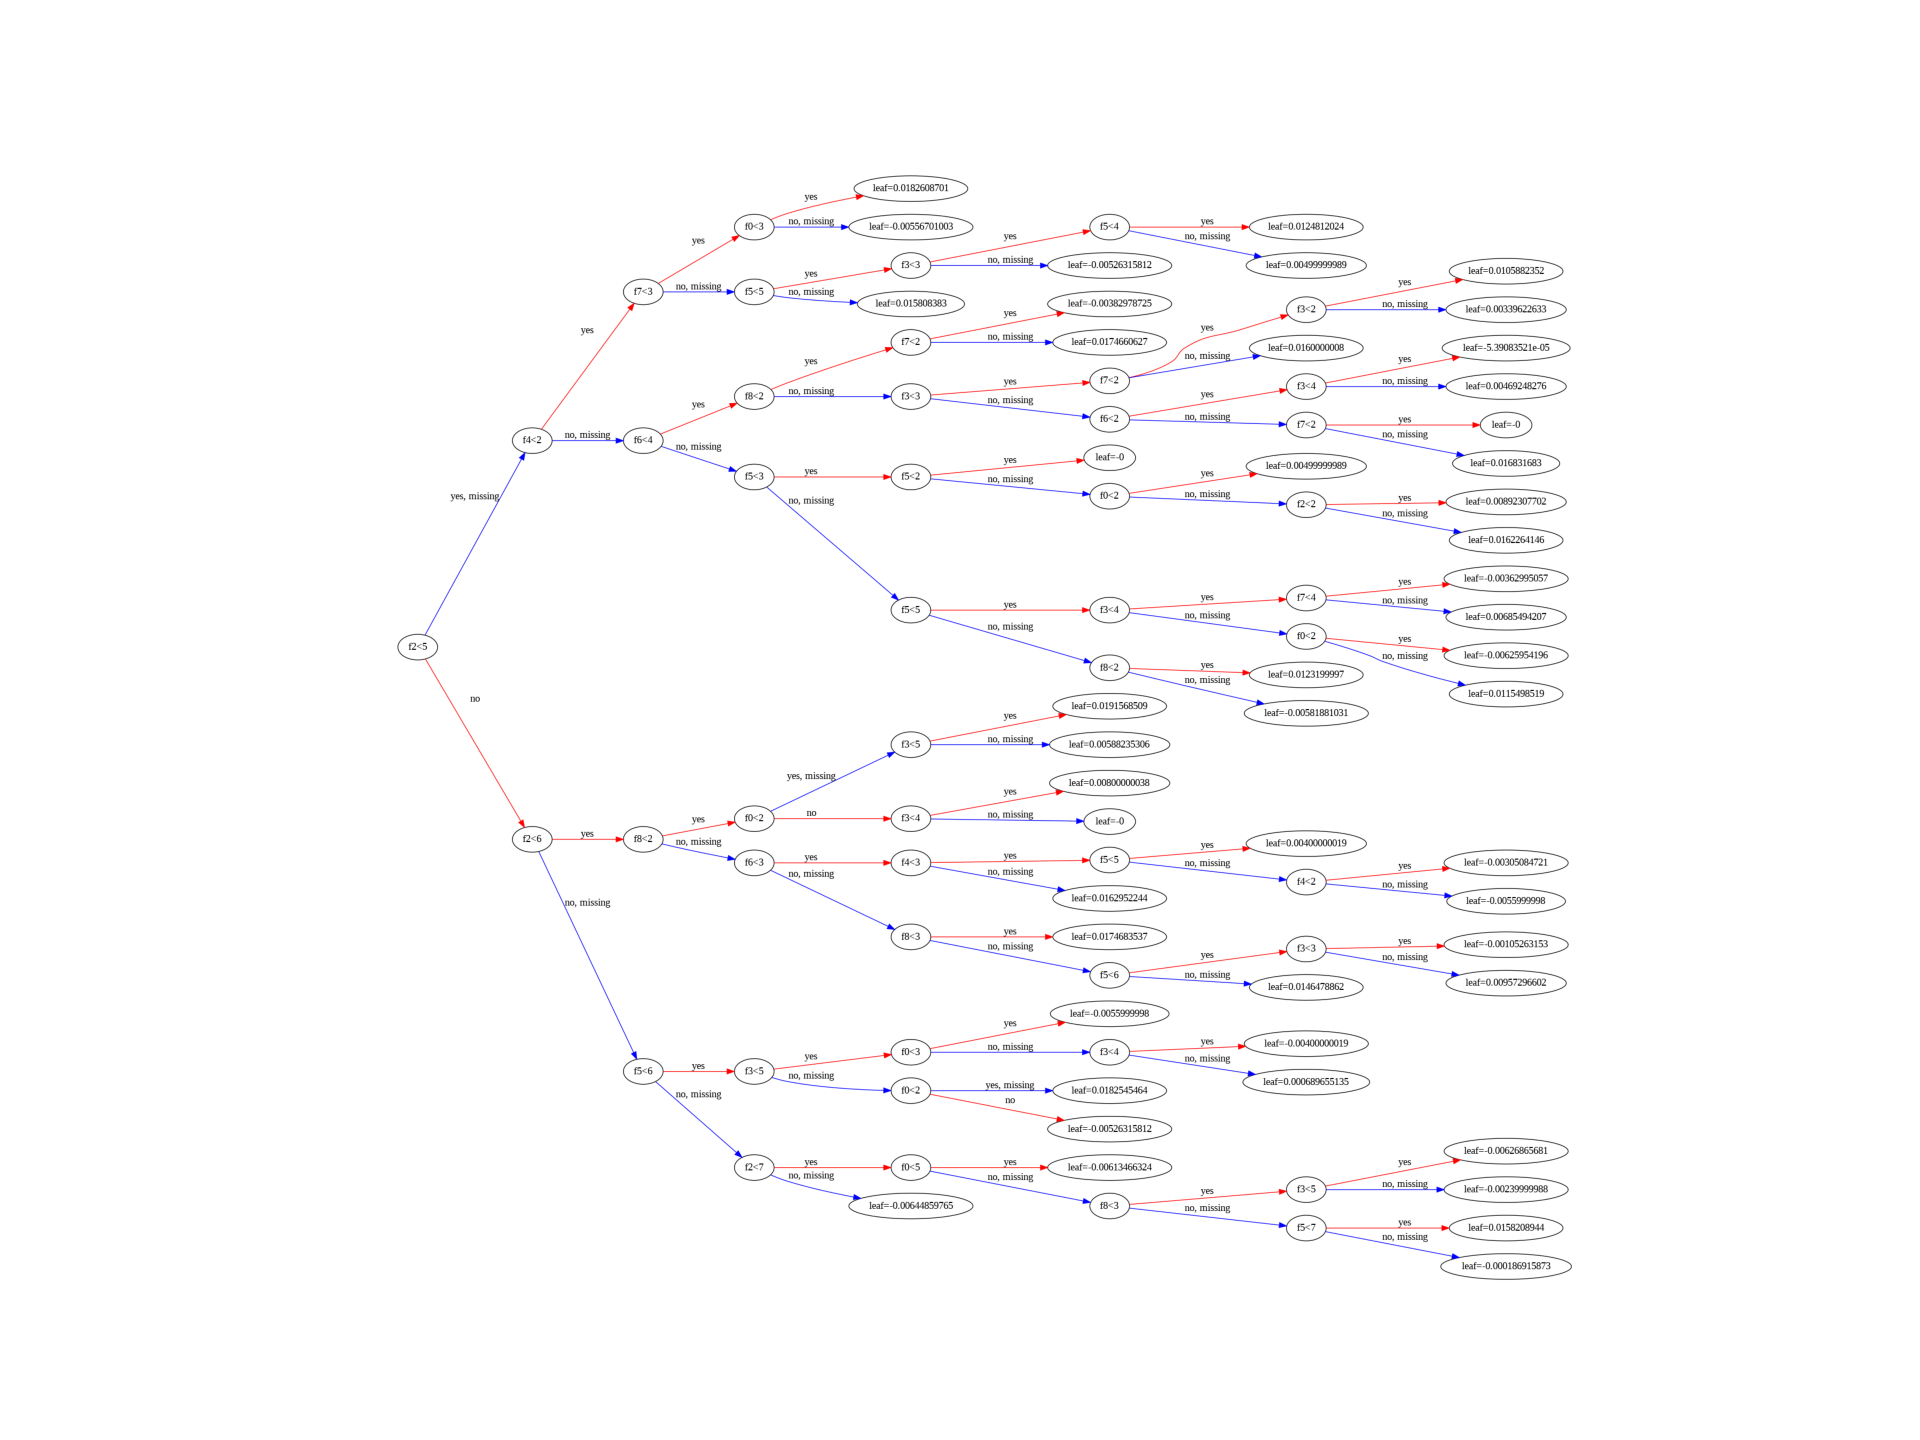 leaf=0.0182608701
yes
f0<3
no, missing
leaf=-0.00556701003
yes
f5<4
yes
leaf=0.0124812024
no, missing
leaf=0.00499999989
yes
f3<3
yes
no, missing
leaf=-0.00526315812
f7<3
no, missing
f5<5
yes
no, missing
leaf=0.015808383
yes
leaf=0.0105882352
yes
f3<2
no, missing
leaf=0.00339622633
yes
leaf=-0.00382978725
yes
f7<2
no, missing
leaf=0.0174660627
yes
no, missing
leaf=0.0160000008
f8<2
yes
no, missing
f3<3
yes
f7<2
no, missing
f6<2
yes
f3<4
yes
leaf=-5.39083521e-05
no, missing
leaf=0.00469248276
no, missing
f7<2
yes
leaf=-0
no, missing
leaf=0.016831683
f4<2
no, missing
f6<4
yes
no, missing
f5<3
yes
f5<2
yes
leaf=-0
no, missing
f0<2
yes
leaf=0.00499999989
no, missing
f2<2
yes
leaf=0.00892307702
no, missing
leaf=0.0162264146
no, missing
yes, missing
f5<5
yes
f3<4
yes
f7<4
yes
leaf=-0.00362995057
no, missing
leaf=0.00685494207
no, missing
f0<2
yes
leaf=-0.00625954196
no, missing
leaf=0.0115498519
no, missing
f8<2
yes
leaf=0.0123199997
no, missing
leaf=-0.00581881031
f2<5
no
yes
leaf=0.0191568509
f3<5
no, missing
leaf=0.00588235306
yes, missing
yes
leaf=0.00800000038
f0<2
no
f3<4
no, missing
leaf=-0
f2<6
yes
f8<2
yes
no, missing
f6<3
yes
f4<3
yes
f5<5
yes
leaf=0.00400000019
no, missing
f4<2
yes
leaf=-0.00305084721
no, missing
leaf=-0.0055999998
no, missing
leaf=0.0162952244
no, missing
f8<3
yes
leaf=0.0174683537
no, missing
f5<6
yes
f3<3
yes
leaf=-0.00105263153
no, missing
leaf=0.00957296602
no, missing
leaf=0.0146478862
no, missing
yes
leaf=-0.0055999998
f0<3
no, missing
f3<4
yes
leaf=-0.00400000019
no, missing
leaf=0.000689655135
f5<6
yes
f3<5
yes
no, missing
f0<2
yes, missing
leaf=0.0182545464
no
leaf=-0.00526315812
no, missing
f2<7
yes
f0<5
yes
leaf=-0.00613466324
no, missing
leaf=-0.00644859765
no, missing
f8<3
yes
f3<5
yes
leaf=-0.00626865681
no, missing
leaf=-0.00239999988
no, missing
f5<7
yes
leaf=0.0158208944
no, missing
leaf=-0.000186915873